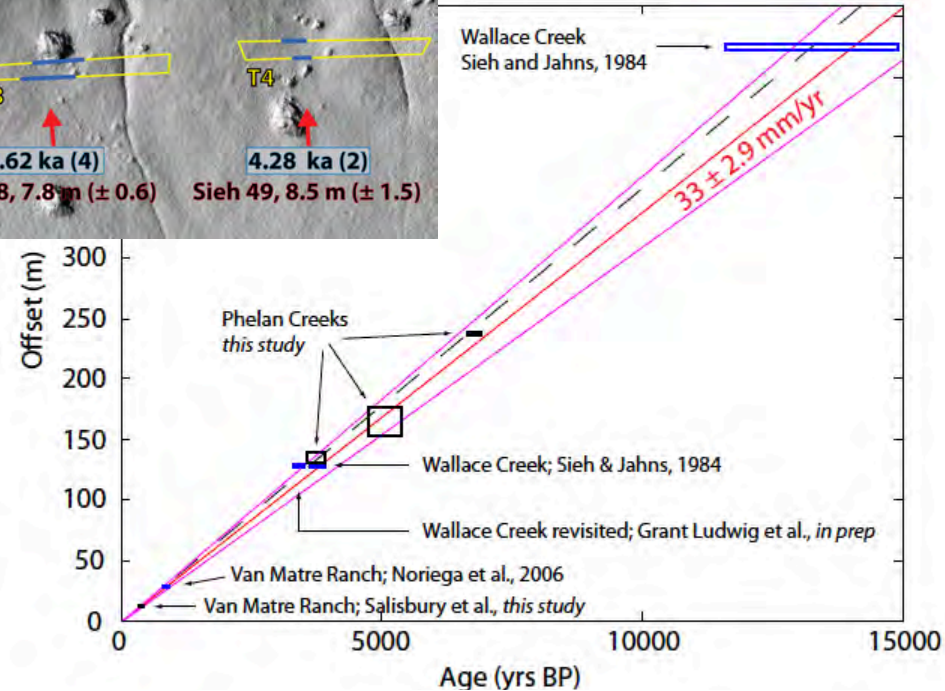 T4
.62 ka (4)
8, 7.8 m (± 0.6)
4.28 ka (2)
Sieh 49, 8.5 m (± 1.5)
Wallace Creek
Sieh and Jahns, 1984
33 ± 2.9 mm/yr
Offset (m)
300
250
200
150
100
50
0
Phelan Creeks
this study
Wallace Creek; Sieh & Jahns, 1984
Wallace Creek revisited; Grant Ludwig et al., in prep
Van Matre Ranch; Noriega et al., 2006
Van Matre Ranch; Salisbury et al., this study
0
5000
10000
15000
Age (yrs BP)